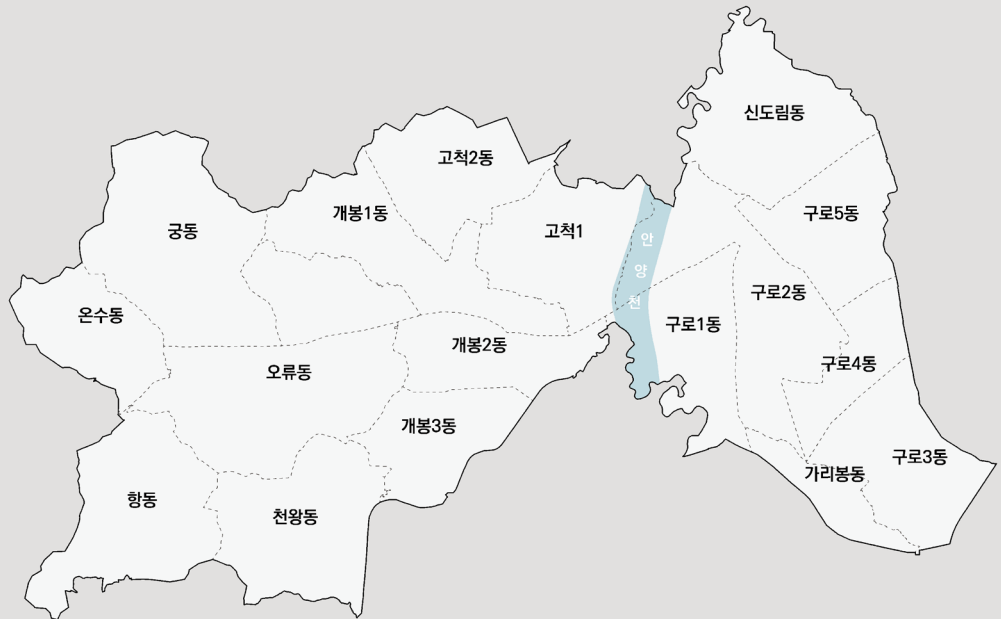 신도림동
고척2동
개봉1동
구로5동
궁동
고척1
안
양
천
구로2동
온수동
구로1동
개봉2동
구로4동
오류동
개봉3동
구로3동
가리봉동
항동
천왕동